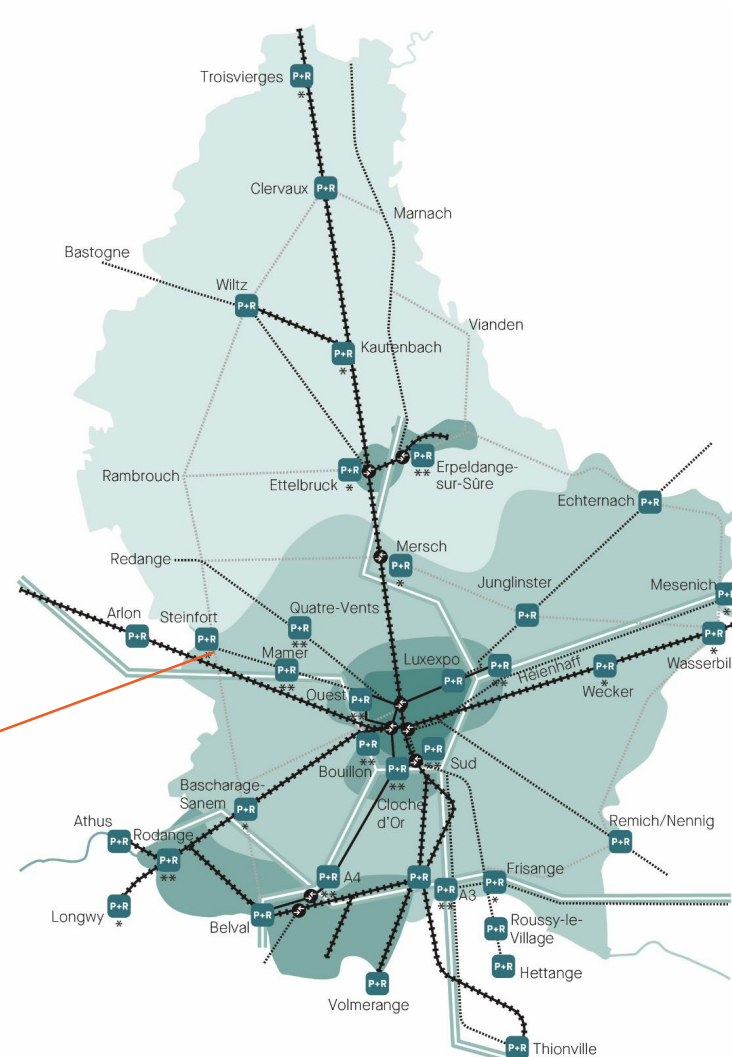 Troisvierges P+R
*
Clervaux P+R
Marnach
Bastogne
Wiltz
P+R
Vianden
Kautenbach
P+R
*
Rambrouch
Ettelbruck P+R
*
P+R
**
Erpeldange-
sur-Sûre
Echternach P+R
Redange
Mersch
P+R
*
Junglinster
P+R
Mesenich
P+R
Arlon
P+R
Steinfort
P+R
Quatre-Vents
P+R
**
Mamer
P+R
**
Luxexpo
P+R
P+R
**
Helenhaff
P+R
*
Wecker
P+R
*
Wasserbil
Ouest
P+R
**
P+R
**
Bouillon
P+R
**
Sud
P+R
**
Cloche
d'Or
Bascharage-
Sanem
P+R
*
Athus
P+R
Rodange
P+R
**
Remich/Nennig
P+R
Longwy
P+R
*
P+R A4
**
P+R
P+R
**
A3
Frisange
P+R
*
Belval P+R
P+R Roussy-le-
Village
P+R Hettange
P+R
Volmerange
P+R Thionville